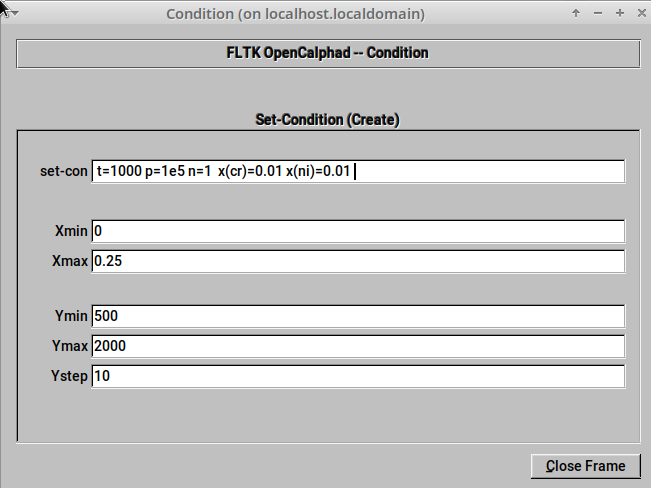 Condition (on localhost.localdomain)
FLTK OpenCalphad -- Condition
Set-Condition (Create)
set-con t=1000 p=1e5 n=1  x(cr)=0.01 x(ni)=0.01
Xmin 0
Xmax 0.25
Ymin 500
Ymax 2000
Ystep 10
Close Frame